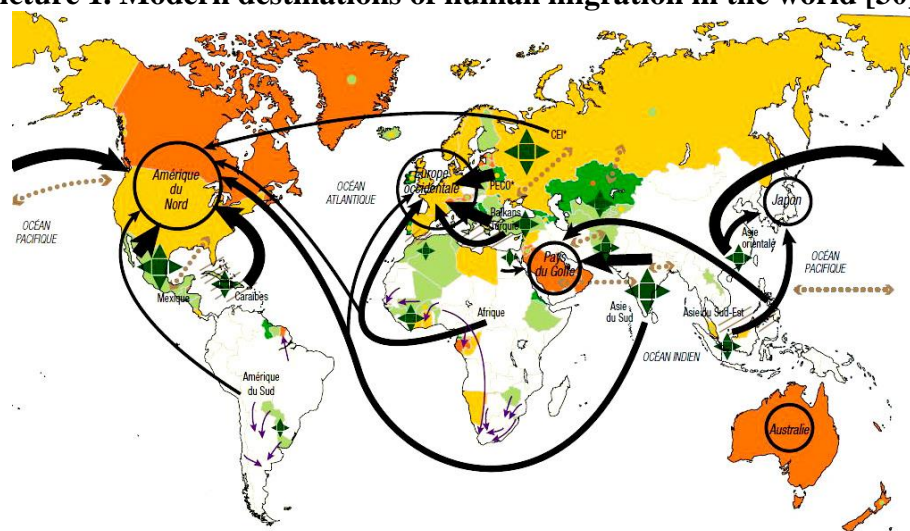 icture 1. Modern destinations of human migration in the world [30]
CEI*
Amérique
du
Nord
OCÉAN
ATLANTIQUE
Europe
occidentale
PECO*
Balkans
Turquie
Japon
OCÉAN
PACIFIQUE
Pays
du Golfe
Asie
orientale
OCÉAN
PACIFIQUE
Mexique
Caraïbes
Afrique
Asie
du Sud
Asie du Sud-Est
OCÉAN INDIEN
Amérique
du Sud
Australie